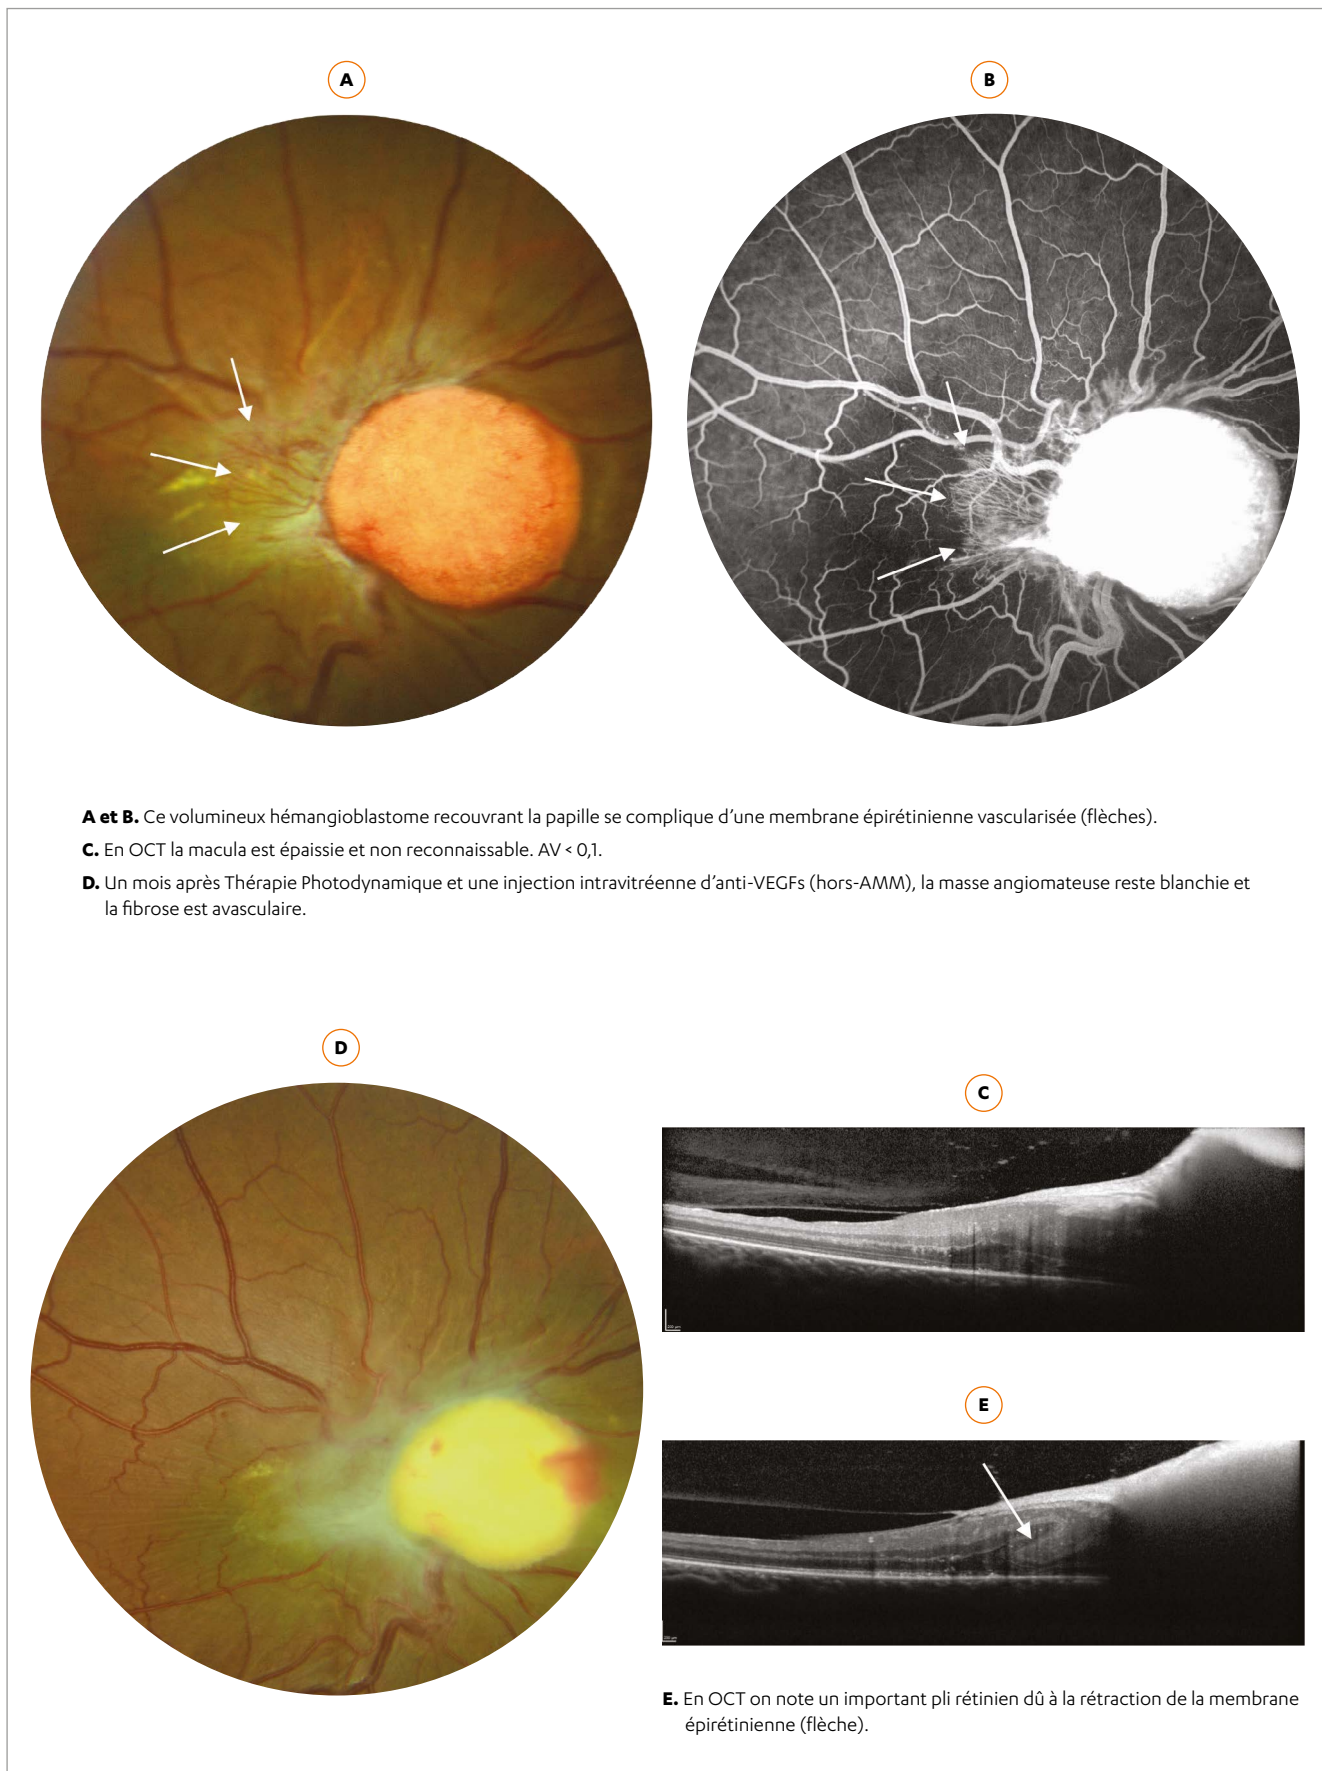 A
B
A et B. Ce volumineux hémangioblastome recouvrant la papille se complique d'une membrane épirétinienne vascularisée (flèches).
C. En OCT la macula est épaissie et non reconnaissable. AV < 0,1.
D. Un mois après Thérapie Photodynamique et une injection intravitréenne d'anti-VEGFs (hors-AMM), la masse angiomateuse reste blanchie et
la fibrose est avasculaire.
D
C
E
E. En OCT on note un important pli rétinien dû à la rétraction de la membrane
épirétinienne (flèche).